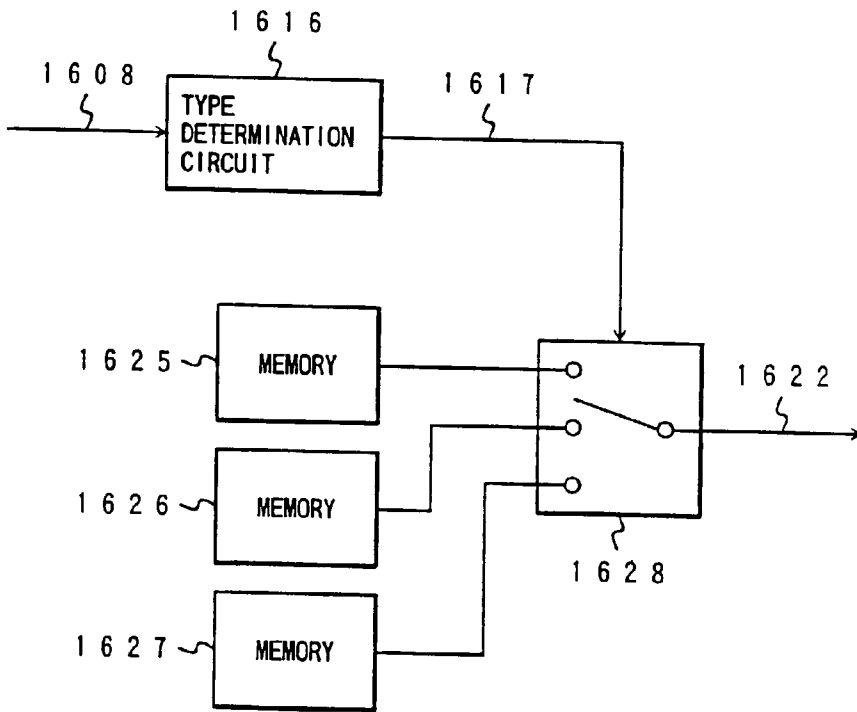 1616
1608
1617
TYPE
DETERMINATION
CIRCUIT
1625
MEMORY
1622
1626
MEMORY
1628
1627
MEMORY